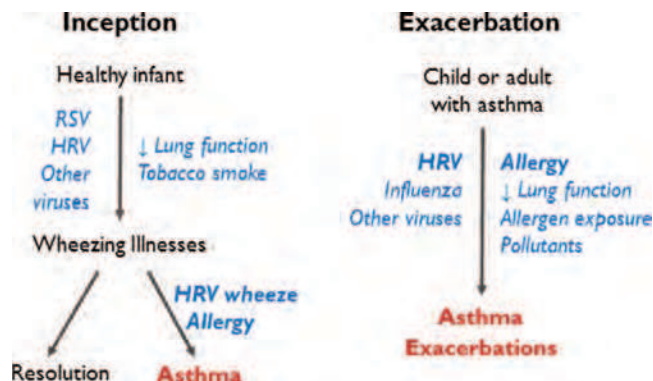 Inception
Healthy infant
RSV
HRV
Other
viruses
↓ Lung function
Tobacco smoke
Wheezing Illnesses
HRV wheeze
Allergy
Resolution
Asthma
Exacerbation
Child or adult
with asthma
HRV
Influenza
Other viruses
Allergy
↓ Lung function
Allergen exposure
Pollutants
Asthma
Exacerbations